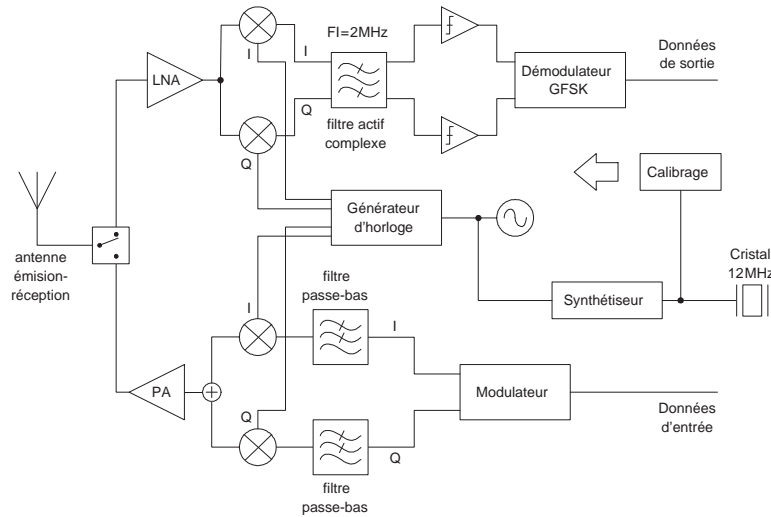 FI=2MHz
I
I
LNA
Données
de sortie
Démodulateur
GFSK
Q
filtre actif
complexe
Q
Calibrage
Générateur
d'horloge
antenne
émision-
réception
Cristal
12MHz
filtre
passe-bas
Synthétiseur
I
I
PA
Modulateur
Q
Données
d'entrée
Q
filtre
passe-bas